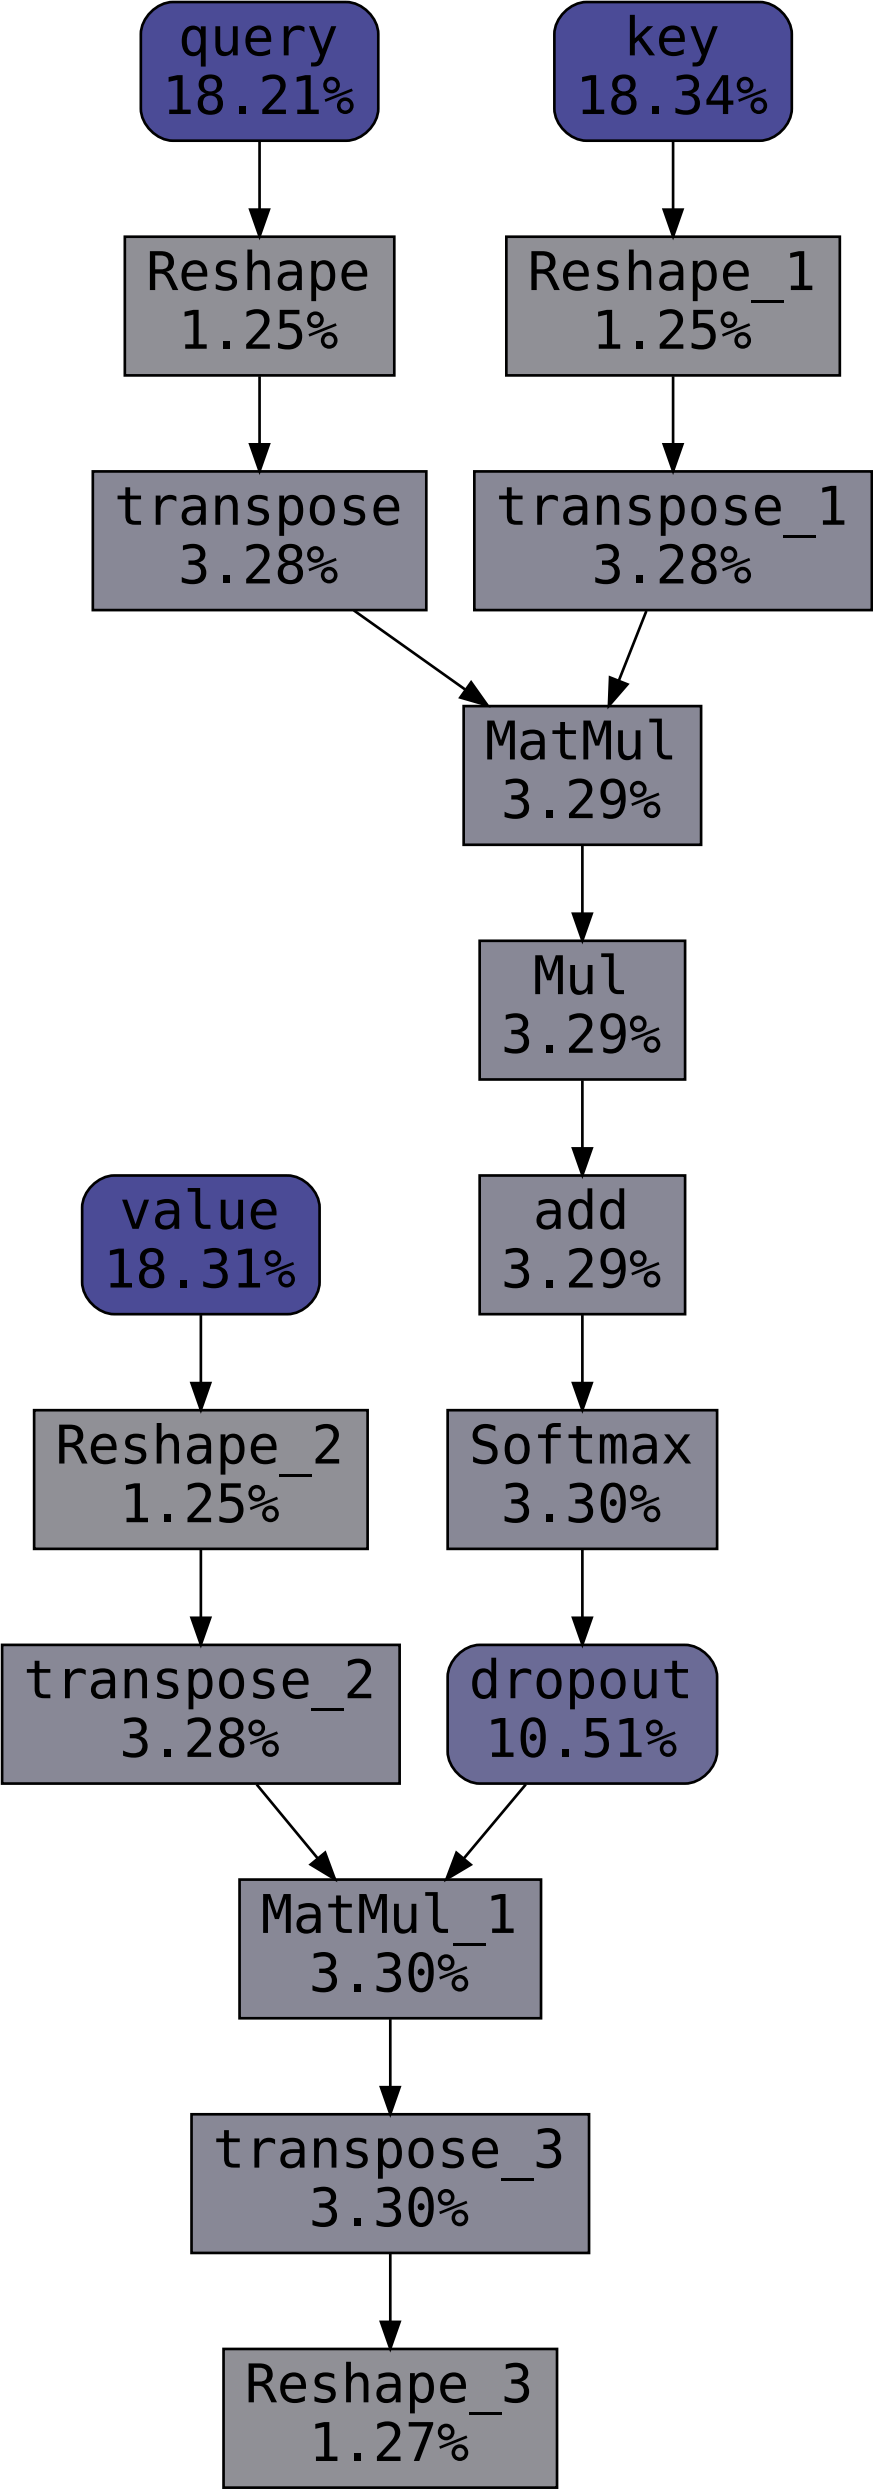 query
18.21%
key
18.34%
Reshape
1.25%
Reshape_1
1.25%
transpose
3.28%
transpose_1
3.28%
MatMul
3.29%
Mul
3.29%
add
3.29%
value
18.31%
Softmax
3.30%
Reshape_2
1.25%
transpose_2
3.28%
dropout
10.51%
MatMul_1
3.30%
transpose_3
3.30%
Reshape_3
1.27%